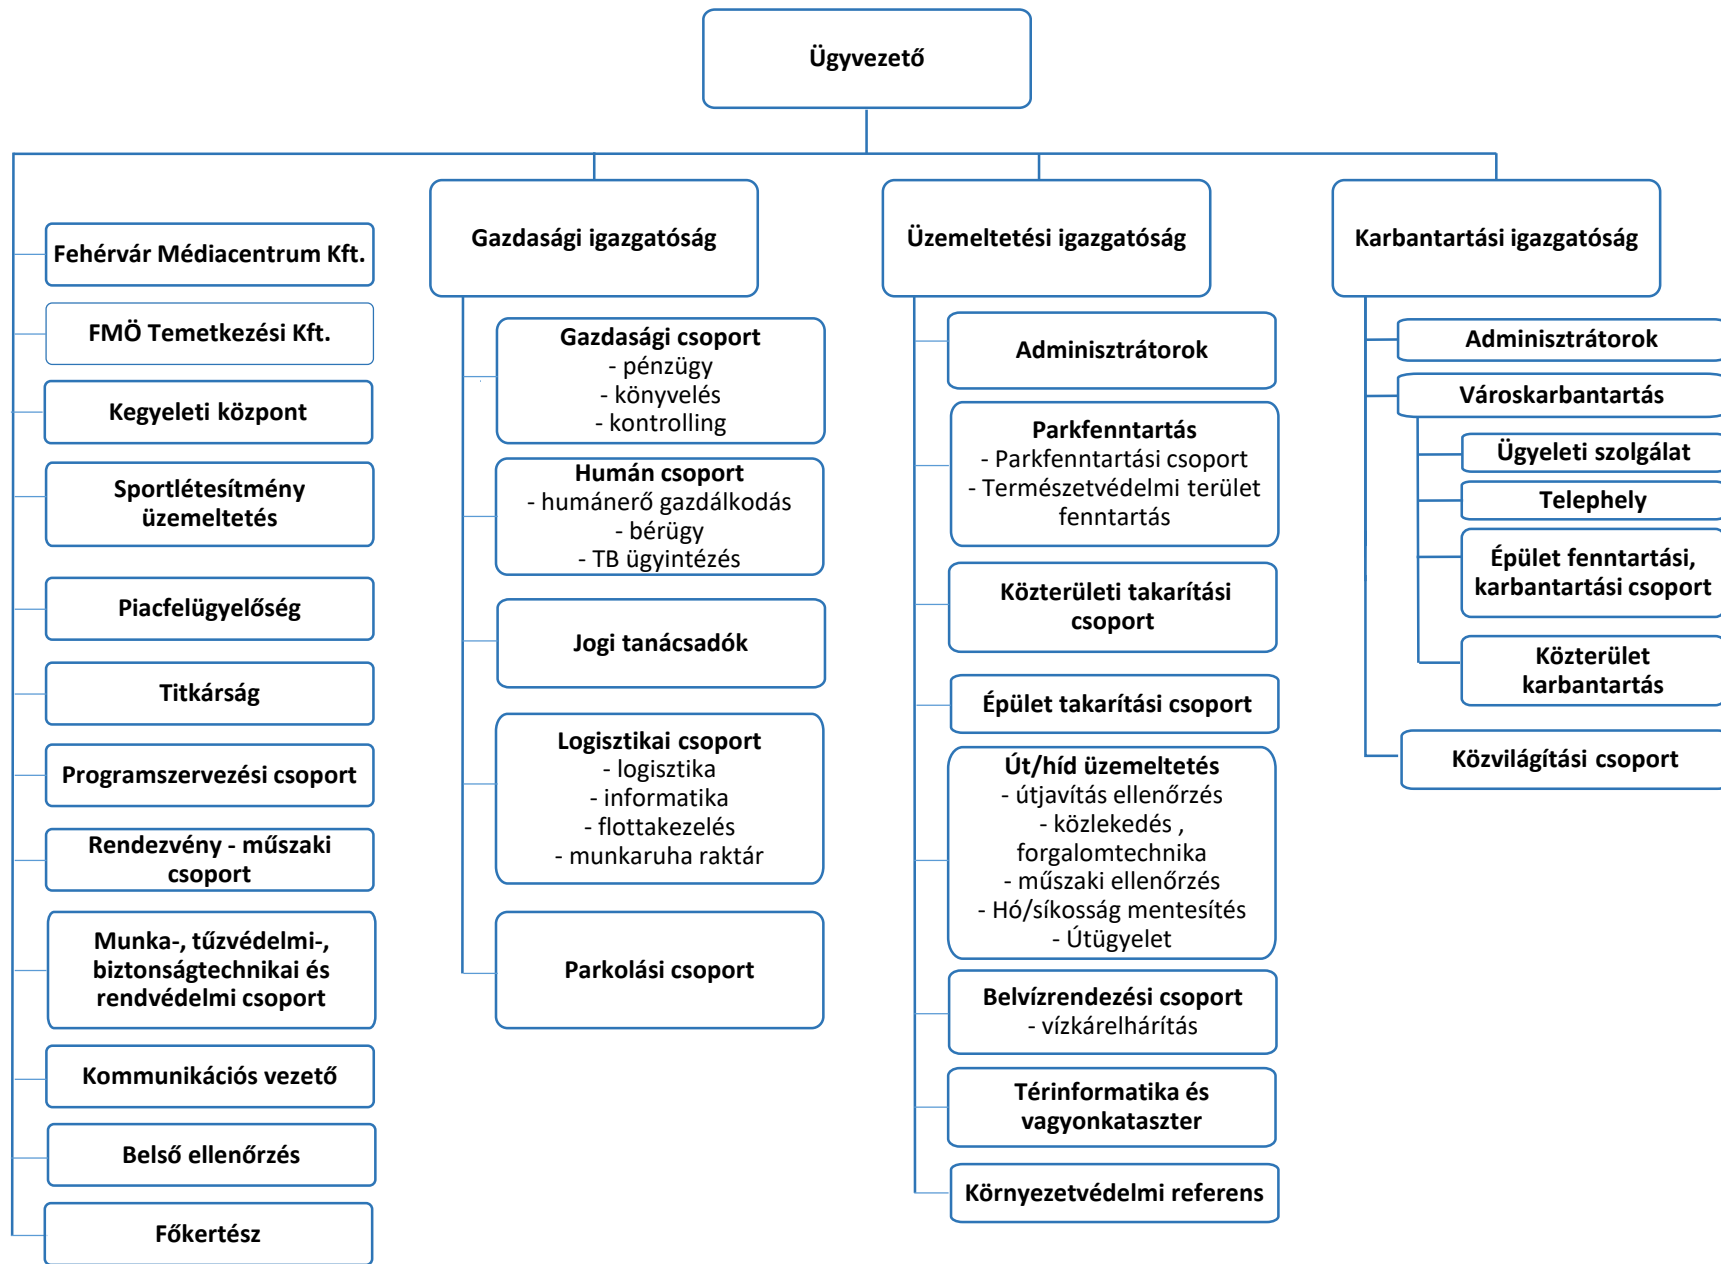 Ügyvezető
Fehérvár Médiacentrum Kft.
FMÖ Temetkezési Kft.
Kegyeleti központ
Sportlétesítmény
üzemeltetés
Piacfelügyelőség
Titkárság
Programszervezési csoport
Rendezvény - műszaki
csoport
Munka-, tűzvédelmi-,
biztonságtechnikai és
rendvédelmi csoport
Kommunikációs vezető
Belső ellenőrzés
Főkertész
Gazdasági igazgatóság
Gazdasági csoport
- pénzügy
- könyvelés
- kontrolling
Humán csoport
- humánerő gazdálkodás
- bérügy
- TB ügyintézés
Jogi tanácsadók
Logisztikai csoport
- logisztika
- informatika
- flottakezelés
- munkaruha raktár
Parkolási csoport
Üzemeltetési igazgatóság
Adminisztrátorok
Parkfenntartás
- Parkfenntartási csoport
- Természetvédelmi terület
fenntartás
Közterületi takarítási
csoport
Épület takarítási csoport
Út/híd üzemeltetés
- útjavítás ellenőrzés
- közlekedés ,
forgalomtechnika
- műszaki ellenőrzés
- Hó/síkosság mentesítés
- Útügyelet
Belvízrendezési csoport
- vízkárelhárítás
Térinformatika és
vagyonkataszter
Környezetvédelmi referens
Karbantartási igazgatóság
Adminisztrátorok
Városkarbantartás
Ügyeleti szolgálat
Telephely
Épület fenntartási,
karbantartási csoport
Közterület
karbantartás
Közvilágítási csoport